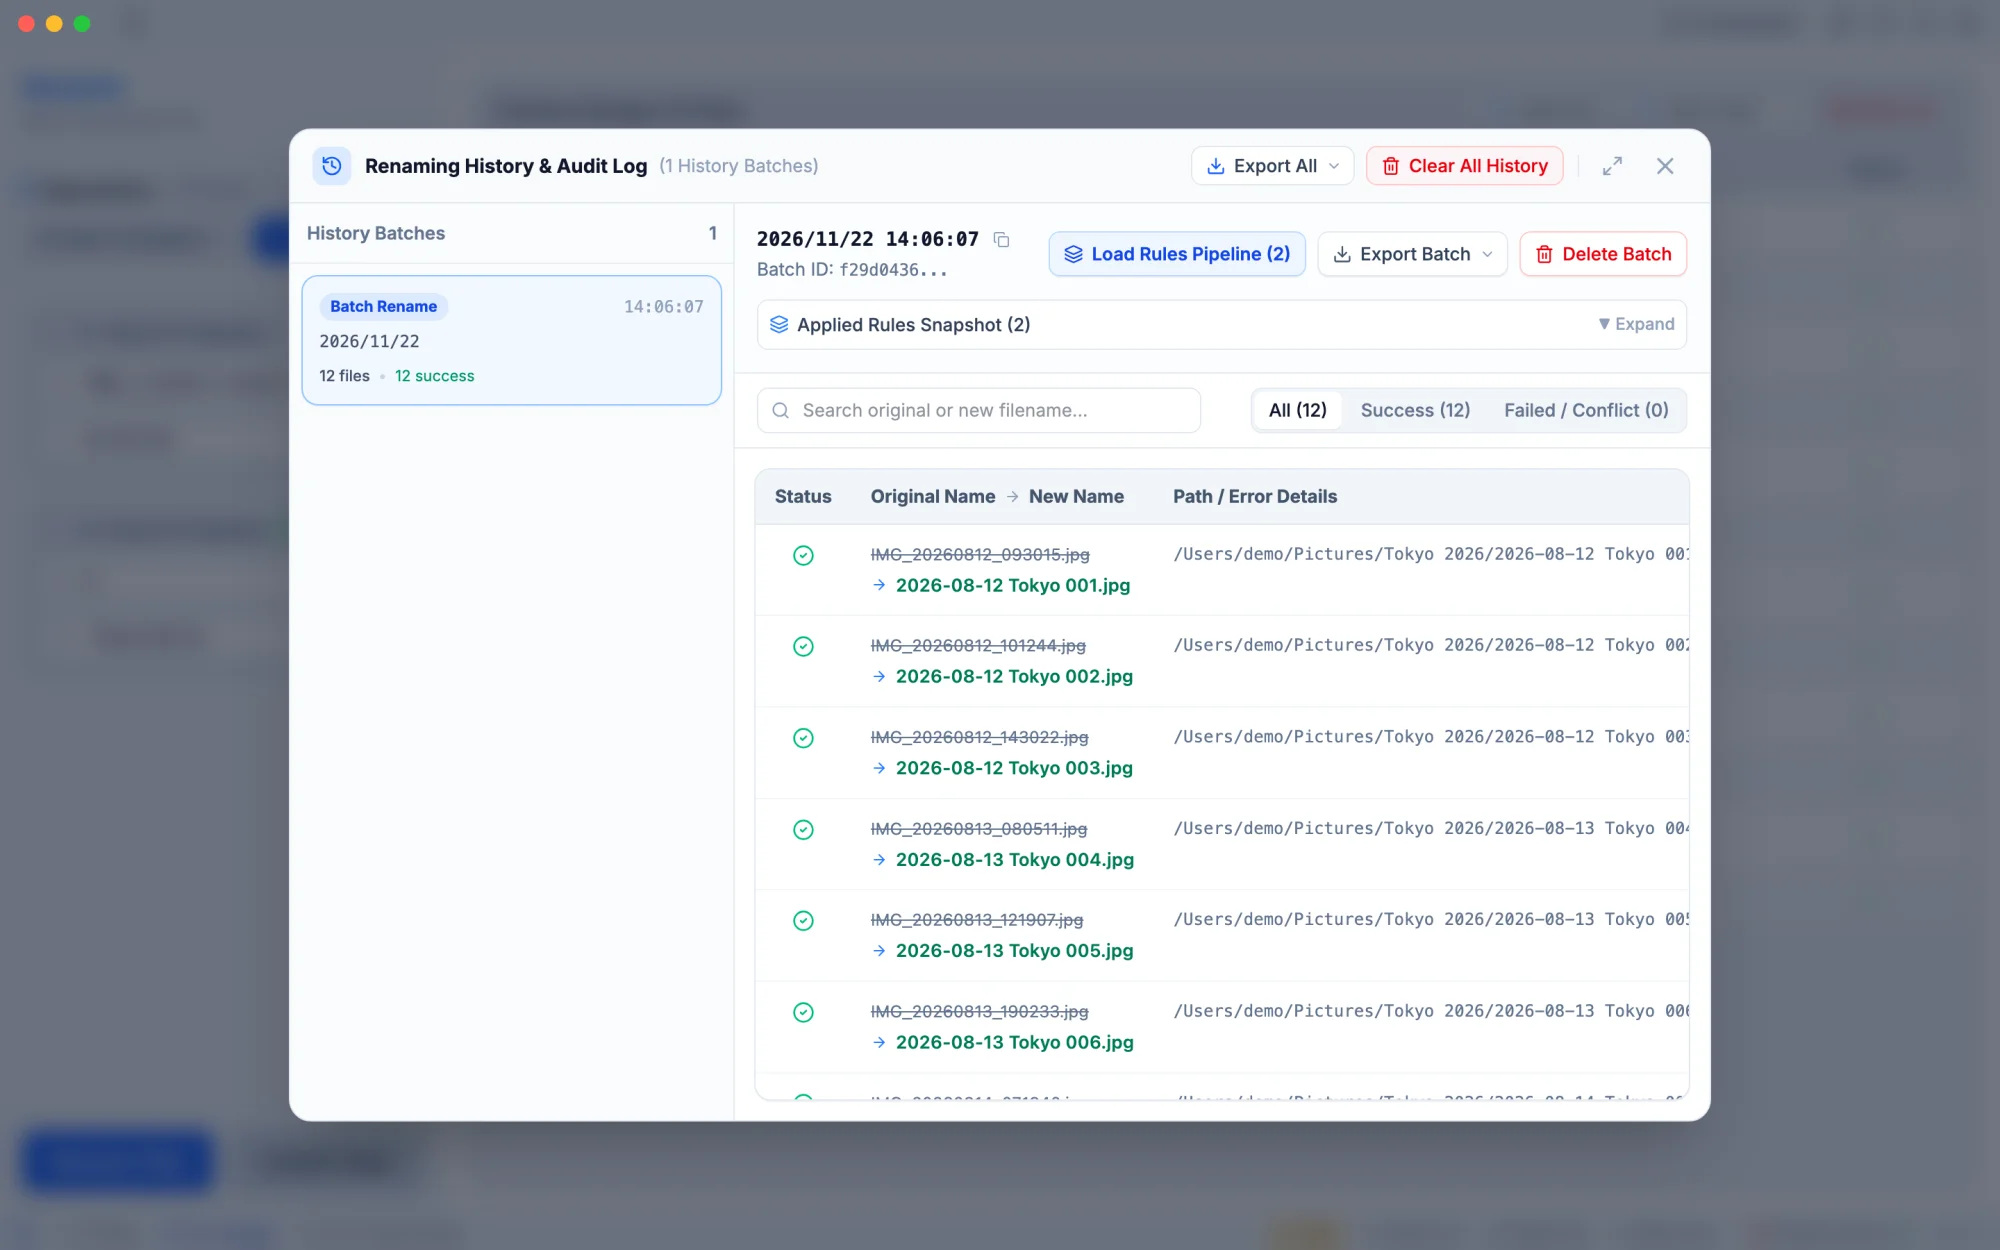 Renaming History & Audit Log (1 History Batches)
Export All
Clear All History
History Batches 1
Batch Rename 14:06:07
2026/11/22
12 files • 12 success
2026/11/22 14:06:07
Batch ID: f29d0436...
Load Rules Pipeline (2)
Export Batch
Delete Batch
Applied Rules Snapshot (2)
▼ Expand
Search original or new filename...
All (12) Success (12) Failed / Conflict (0)
Status Original Name → New Name Path / Error Details
IMG_20260812_093015.jpg /Users/demo/Pictures/Tokyo 2026/2026-08-12 Tokyo 001
→ 2026-08-12 Tokyo 001.jpg
IMG_20260812_101244.jpg /Users/demo/Pictures/Tokyo 2026/2026-08-12 Tokyo 002
→ 2026-08-12 Tokyo 002.jpg
IMG_20260812_143022.jpg /Users/demo/Pictures/Tokyo 2026/2026-08-12 Tokyo 003
→ 2026-08-12 Tokyo 003.jpg
IMG_20260813_080511.jpg /Users/demo/Pictures/Tokyo 2026/2026-08-13 Tokyo 004
→ 2026-08-13 Tokyo 004.jpg
IMG_20260813_121907.jpg /Users/demo/Pictures/Tokyo 2026/2026-08-13 Tokyo 005
→ 2026-08-13 Tokyo 005.jpg
IMG_20260813_190233.jpg /Users/demo/Pictures/Tokyo 2026/2026-08-13 Tokyo 006
→ 2026-08-13 Tokyo 006.jpg